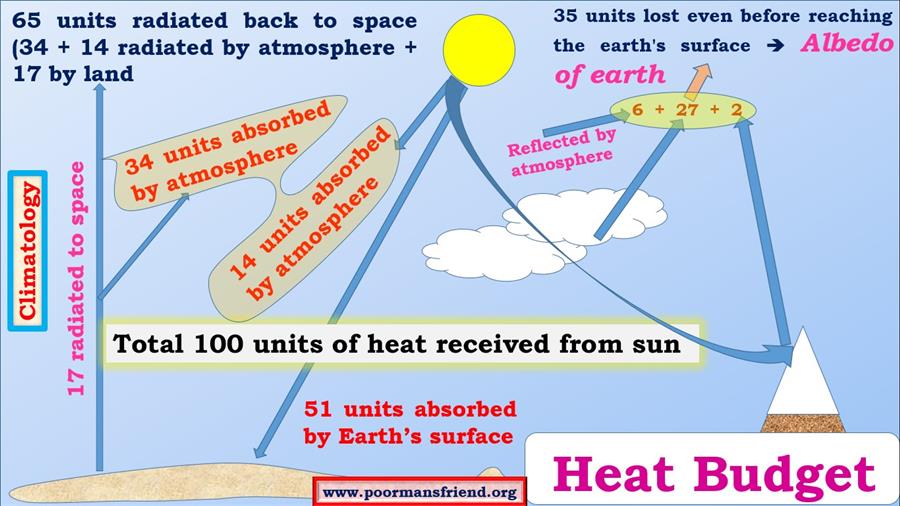 65 units radiated back to space
(34 + 14 radiated by atmosphere +
17 by land
35 units lost even before reaching
the earth's surface ➔ Albedo
of earth
6 + 27 + 2
Reflected by
atmosphere
34 units absorbed
by atmosphere
14 units absorbed
by atmosphere
Climatology
17 radiated to space
Total 100 units of heat received from sun
51 units absorbed
by Earth’s surface
Heat Budget
www.poormansfriend.org